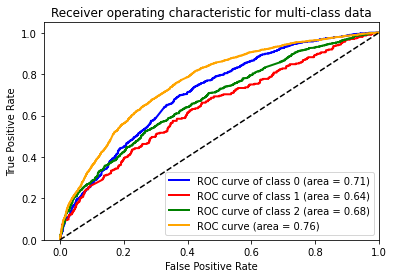 Receiver operating characteristic for multi-class data
True Positive Rate
1.0
0.8
0.6
0.4
0.2
0.0
ROC curve of class 0 (area = 0.71)
ROC curve of class 1 (area = 0.64)
ROC curve of class 2 (area = 0.68)
ROC curve (area = 0.76)
0.0 0.2 0.4 0.6 0.8 1.0
False Positive Rate